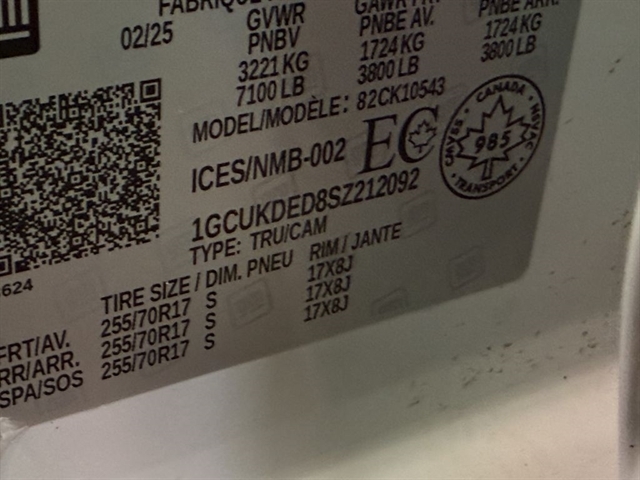 FABRIQUÉ
02/25
GVWR
PNBV
3221 KG
7100 LB
PNBE AV.
1724 KG
3800 LB
PNBE ARR.
1724 KG
3800 LB
MODEL/MODÈLE: 82CK10543
ICES/NMB-002
EC
CANADA
985
TRANSPORT
1GCUKDED8SZ212092
TYPE: TRU/CAM
624
TIRE SIZE / DIM. PNEU RIM / JANTE
FRT/AV. 255/70R17 S 17X8J
RR/ARR. 255/70R17 S 17X8J
SPA/SOS 255/70R17 S 17X8J